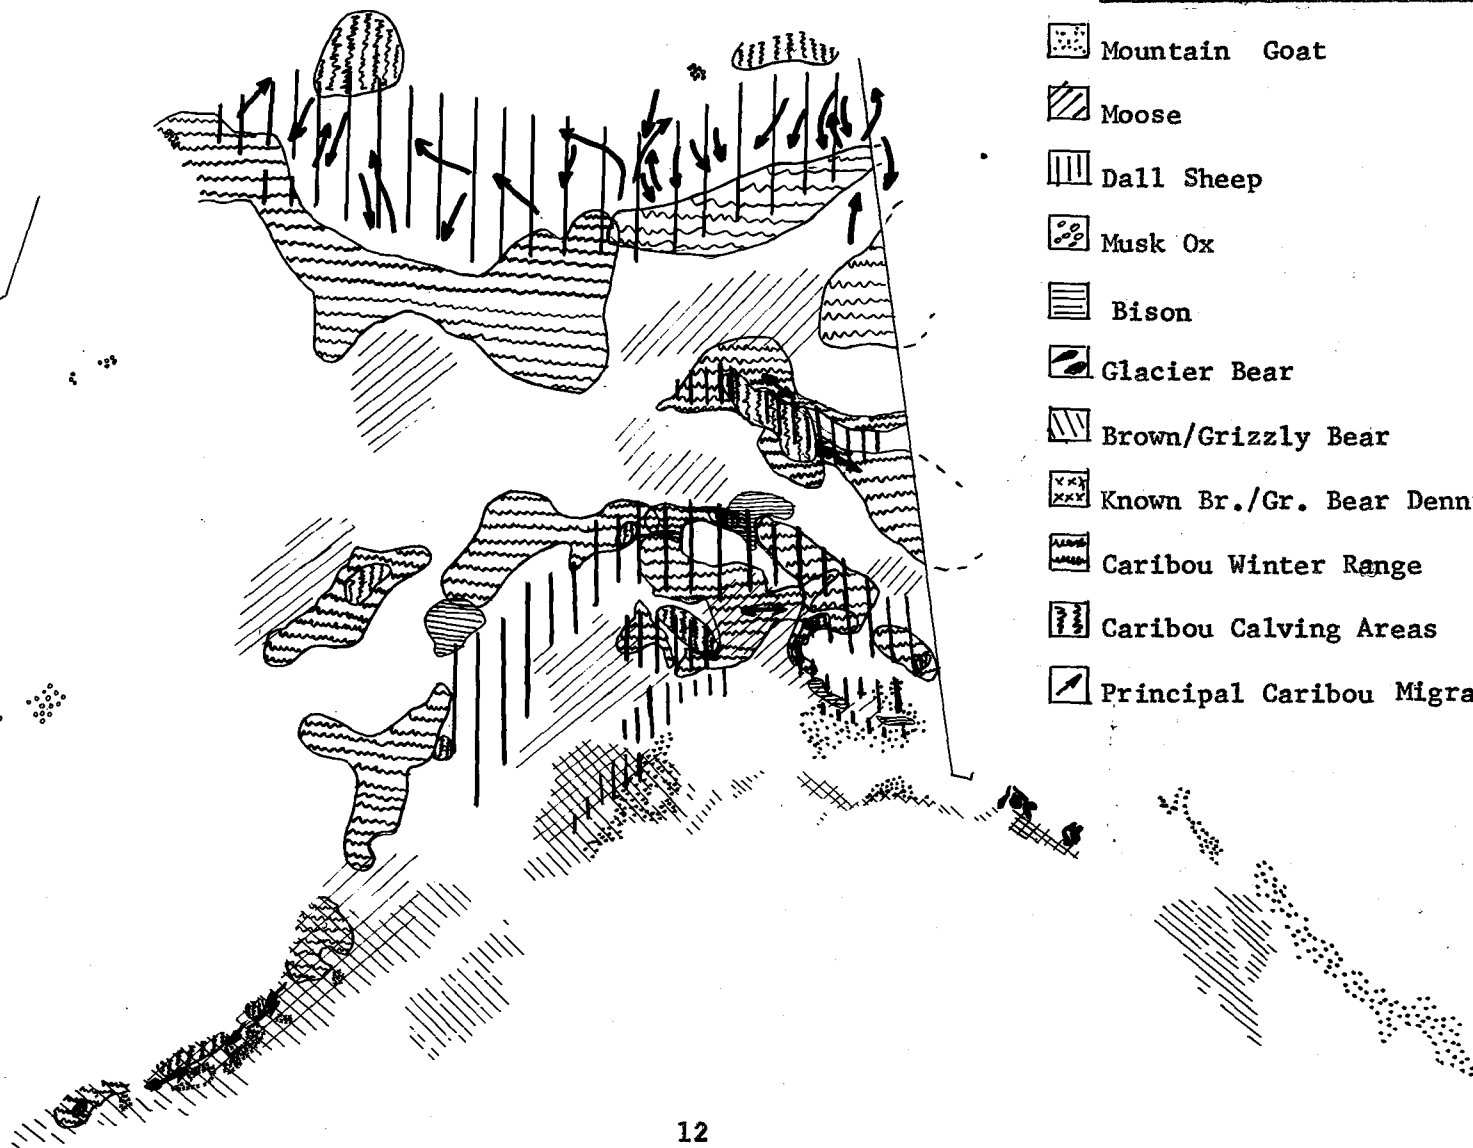 Mountain Goat
Moose
Dall Sheep
Musk Ox
Bison
Glacier Bear
Brown/Grizzly Bear
Known Br./Gr. Bear Denn
Caribou Winter Range
Caribou Calving Areas
Principal Caribou Migra
12